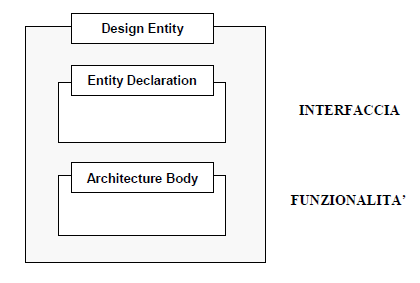 Design Entity
Entity Declaration
INTERFACCIA
Architecture Body
FUNZIONALITA’